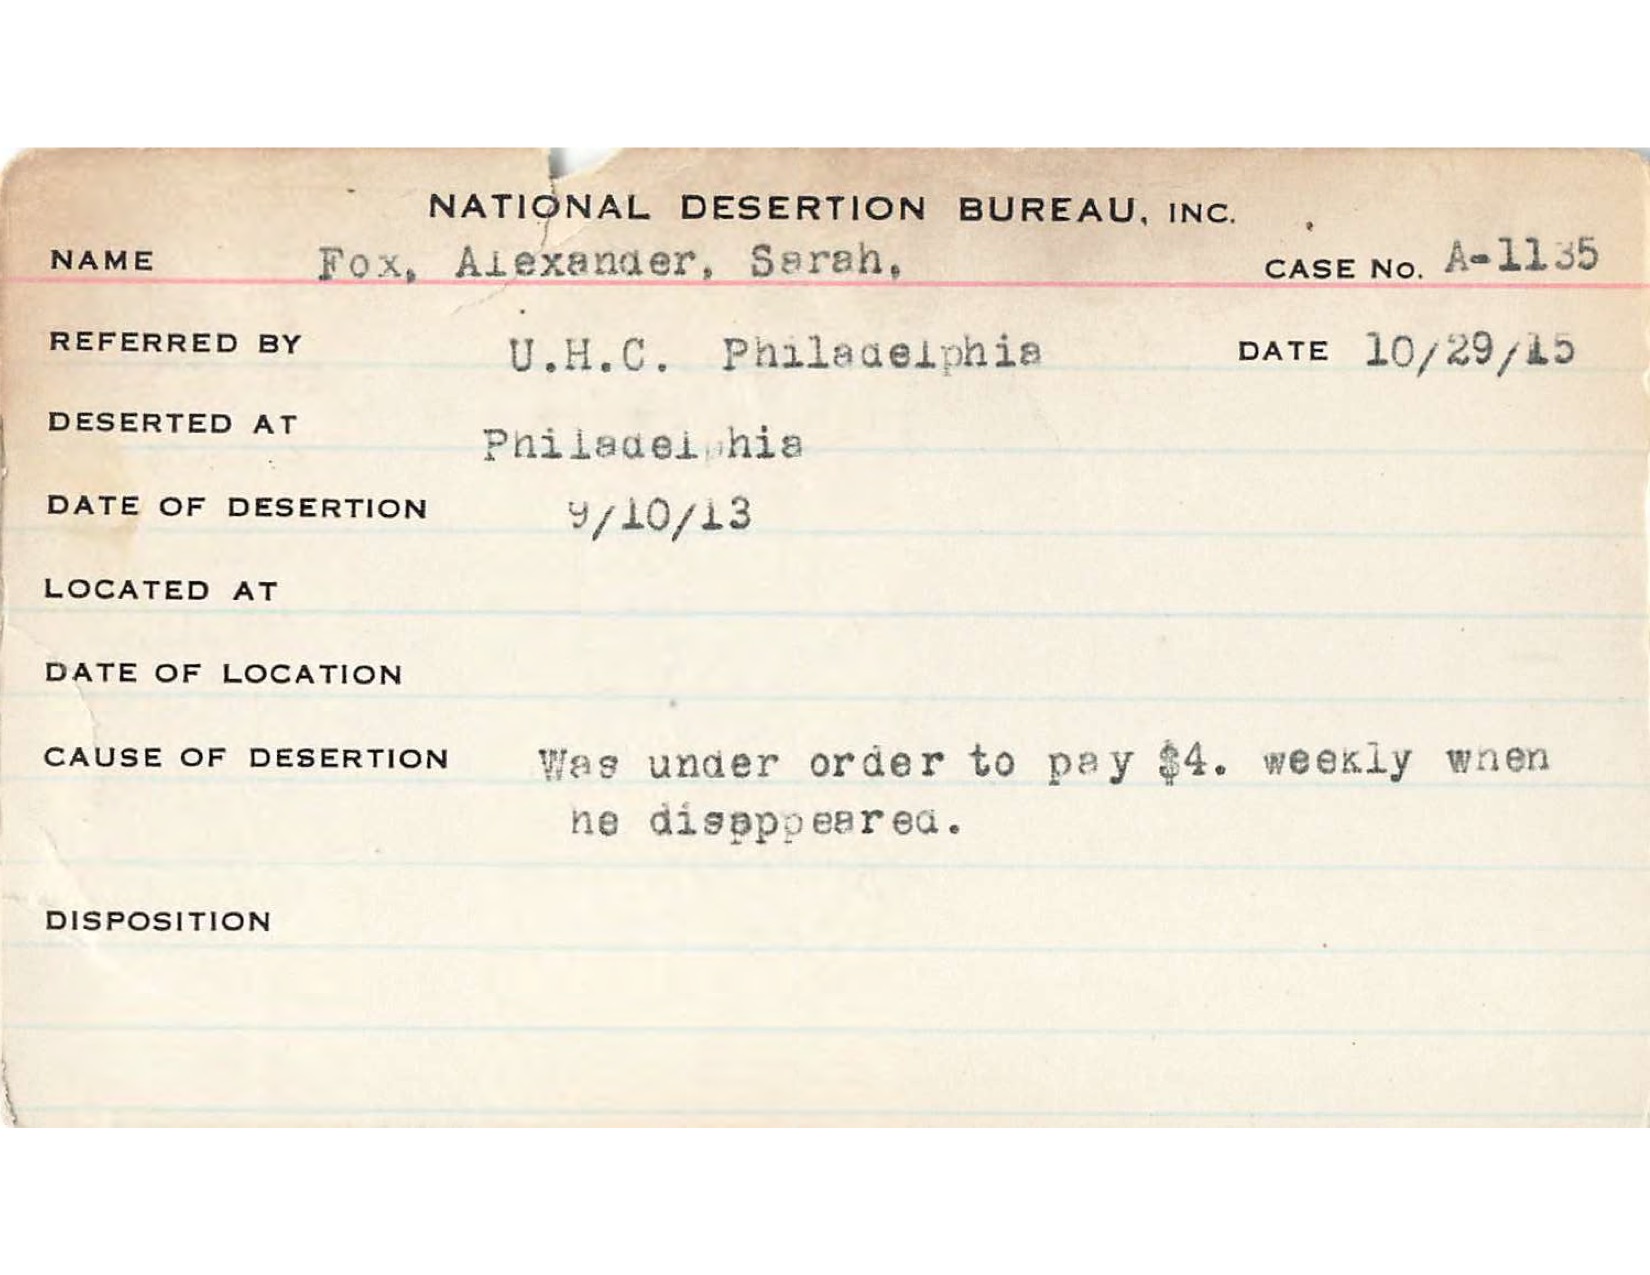 NATIONAL DESERTION BUREAU, INC.
NAME Fox, Alexander, Sarah. CASE No. A-1135
REFERRED BY U.H.C. Philadelphia DATE 10/29/15
DESERTED AT Philadelphia
DATE OF DESERTION 9/10/13
LOCATED AT
DATE OF LOCATION
CAUSE OF DESERTION Was under order to pay $4. weekly when
he disappeared.
DISPOSITION